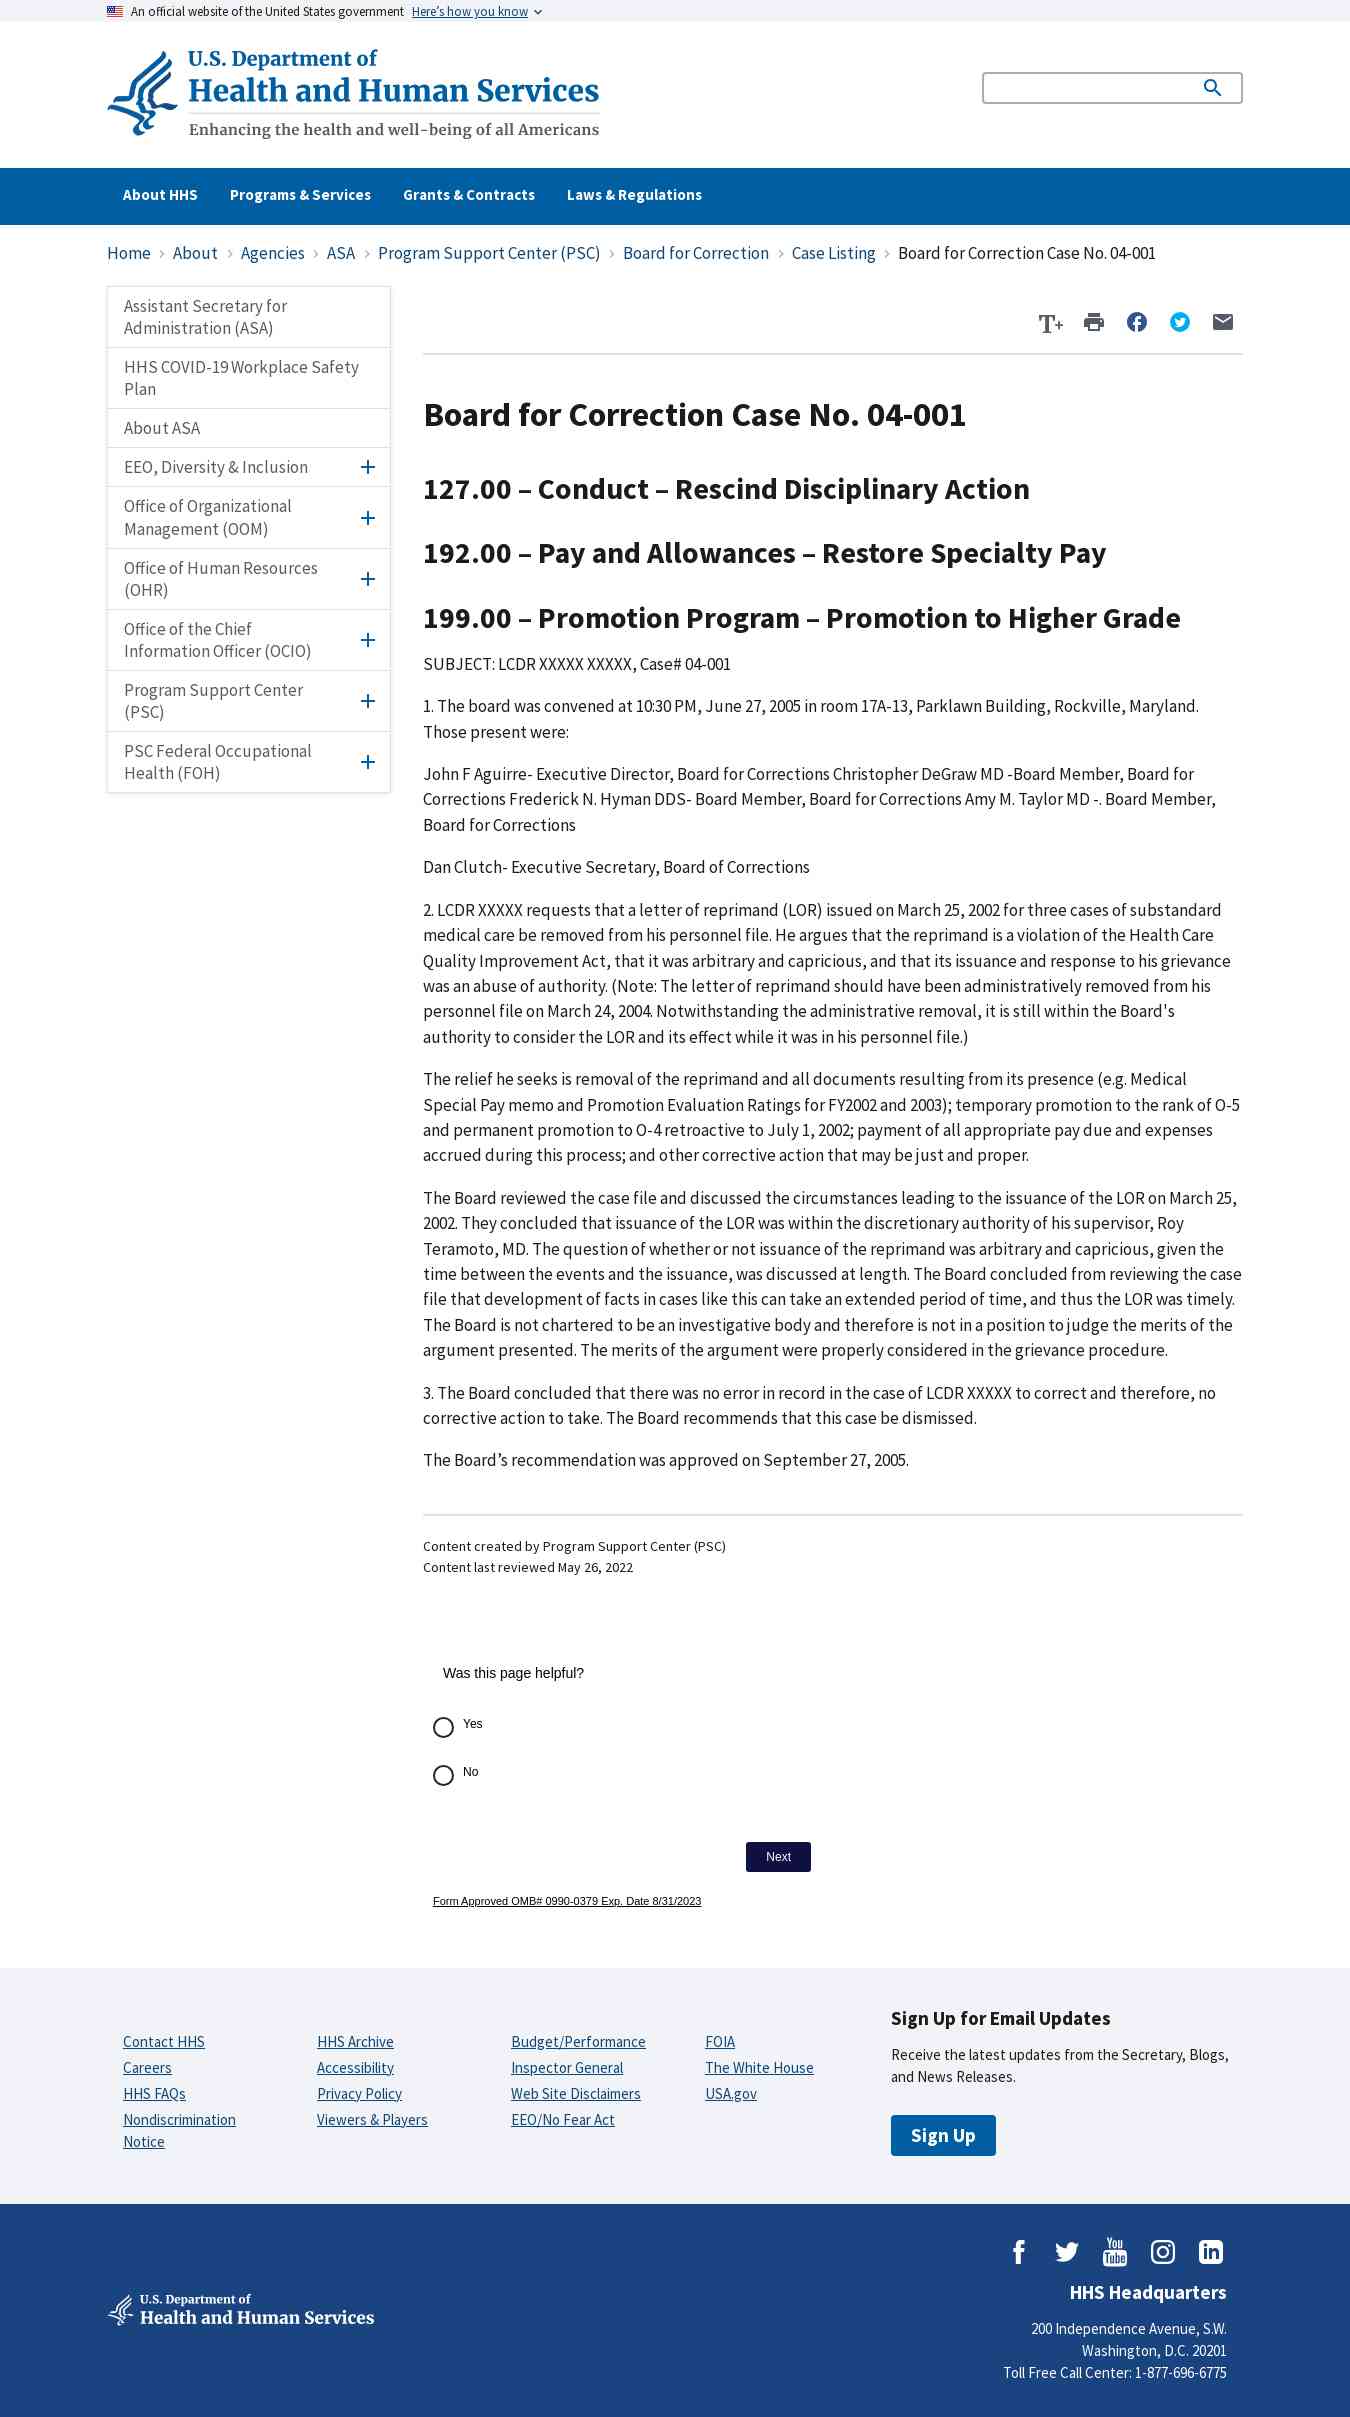 An official website of the United States government Here’s how you know
U.S. Department of
Health and Human Services
Enhancing the health and well-being of all Americans
About HHS Programs & Services Grants & Contracts Laws & Regulations
Home › About › Agencies › ASA › Program Support Center (PSC) › Board for Correction › Case Listing › Board for Correction Case No. 04-001
Assistant Secretary for
Administration (ASA)
HHS COVID-19 Workplace Safety
Plan
About ASA
EEO, Diversity & Inclusion
Office of Organizational
Management (OOM)
Office of Human Resources
(OHR)
Office of the Chief
Information Officer (OCIO)
Program Support Center
(PSC)
PSC Federal Occupational
Health (FOH)
T+
Board for Correction Case No. 04-001
127.00 – Conduct – Rescind Disciplinary Action
192.00 – Pay and Allowances – Restore Specialty Pay
199.00 – Promotion Program – Promotion to Higher Grade
SUBJECT: LCDR XXXXX XXXXX, Case# 04-001
1. The board was convened at 10:30 PM, June 27, 2005 in room 17A-13, Parklawn Building, Rockville, Maryland.
Those present were:
John F Aguirre- Executive Director, Board for Corrections Christopher DeGraw MD -Board Member, Board for
Corrections Frederick N. Hyman DDS- Board Member, Board for Corrections Amy M. Taylor MD -. Board Member,
Board for Corrections
Dan Clutch- Executive Secretary, Board of Corrections
2. LCDR XXXXX requests that a letter of reprimand (LOR) issued on March 25, 2002 for three cases of substandard
medical care be removed from his personnel file. He argues that the reprimand is a violation of the Health Care
Quality Improvement Act, that it was arbitrary and capricious, and that its issuance and response to his grievance
was an abuse of authority. (Note: The letter of reprimand should have been administratively removed from his
personnel file on March 24, 2004. Notwithstanding the administrative removal, it is still within the Board's
authority to consider the LOR and its effect while it was in his personnel file.)
The relief he seeks is removal of the reprimand and all documents resulting from its presence (e.g. Medical
Special Pay memo and Promotion Evaluation Ratings for FY2002 and 2003); temporary promotion to the rank of O-5
and permanent promotion to O-4 retroactive to July 1, 2002; payment of all appropriate pay due and expenses
accrued during this process; and other corrective action that may be just and proper.
The Board reviewed the case file and discussed the circumstances leading to the issuance of the LOR on March 25,
2002. They concluded that issuance of the LOR was within the discretionary authority of his supervisor, Roy
Teramoto, MD. The question of whether or not issuance of the reprimand was arbitrary and capricious, given the
time between the events and the issuance, was discussed at length. The Board concluded from reviewing the case
file that development of facts in cases like this can take an extended period of time, and thus the LOR was timely.
The Board is not chartered to be an investigative body and therefore is not in a position to judge the merits of the
argument presented. The merits of the argument were properly considered in the grievance procedure.
3. The Board concluded that there was no error in record in the case of LCDR XXXXX to correct and therefore, no
corrective action to take. The Board recommends that this case be dismissed.
The Board’s recommendation was approved on September 27, 2005.
Content created by Program Support Center (PSC)
Content last reviewed May 26, 2022
Was this page helpful?
Yes
No
Next
Form Approved OMB# 0990-0379 Exp. Date 8/31/2023
Contact HHS
Careers
HHS FAQs
Nondiscrimination
Notice
HHS Archive
Accessibility
Privacy Policy
Viewers & Players
Budget/Performance
Inspector General
Web Site Disclaimers
EEO/No Fear Act
FOIA
The White House
USA.gov
Sign Up for Email Updates
Receive the latest updates from the Secretary, Blogs,
and News Releases.
Sign Up
You
Tube
U.S. Department of
Health and Human Services
HHS Headquarters
200 Independence Avenue, S.W.
Washington, D.C. 20201
Toll Free Call Center: 1-877-696-6775